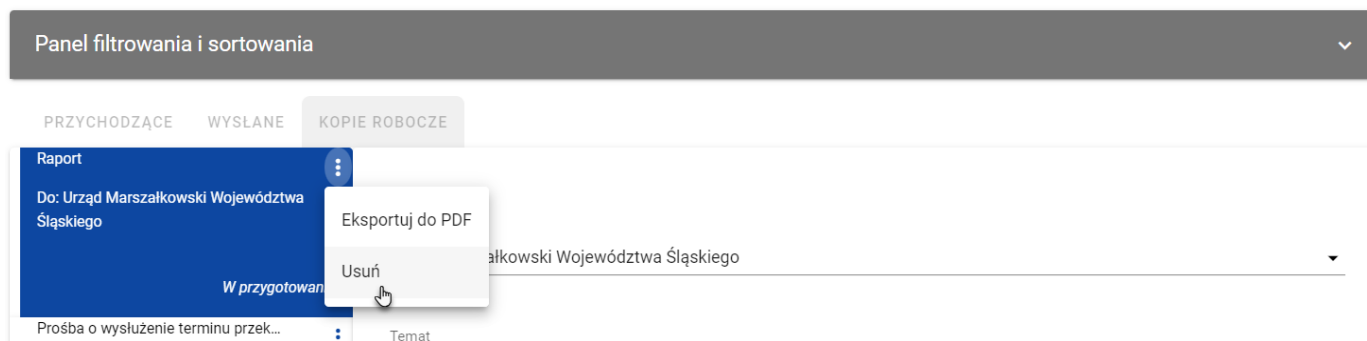 Panel filtrowania i sortowania
PRZYCHODZĄCE WYSŁANE KOPIE ROBOCZE
Raport
Do: Urząd Marszałkowski Województwa
Śląskiego
Eksportuj do PDF
Usuń
ałkowski Województwa Śląskiego
W przygotowan
Prośba o wysłużenie terminu przek...
Temat